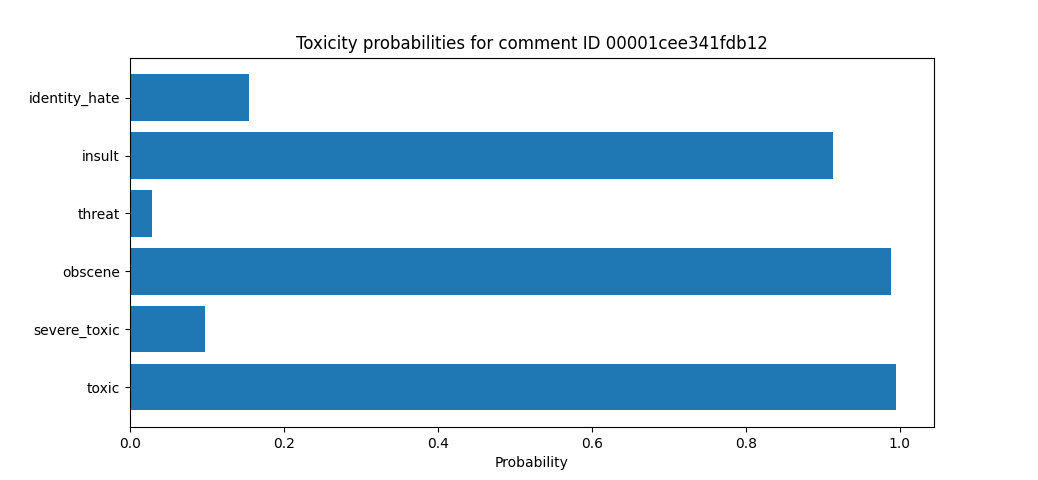 Toxicity probabilities for comment ID 00001cee341fdb12
identity_hate
insult
threat
obscene
severe_toxic
toxic
0.0 0.2 0.4 0.6 0.8 1.0
Probability